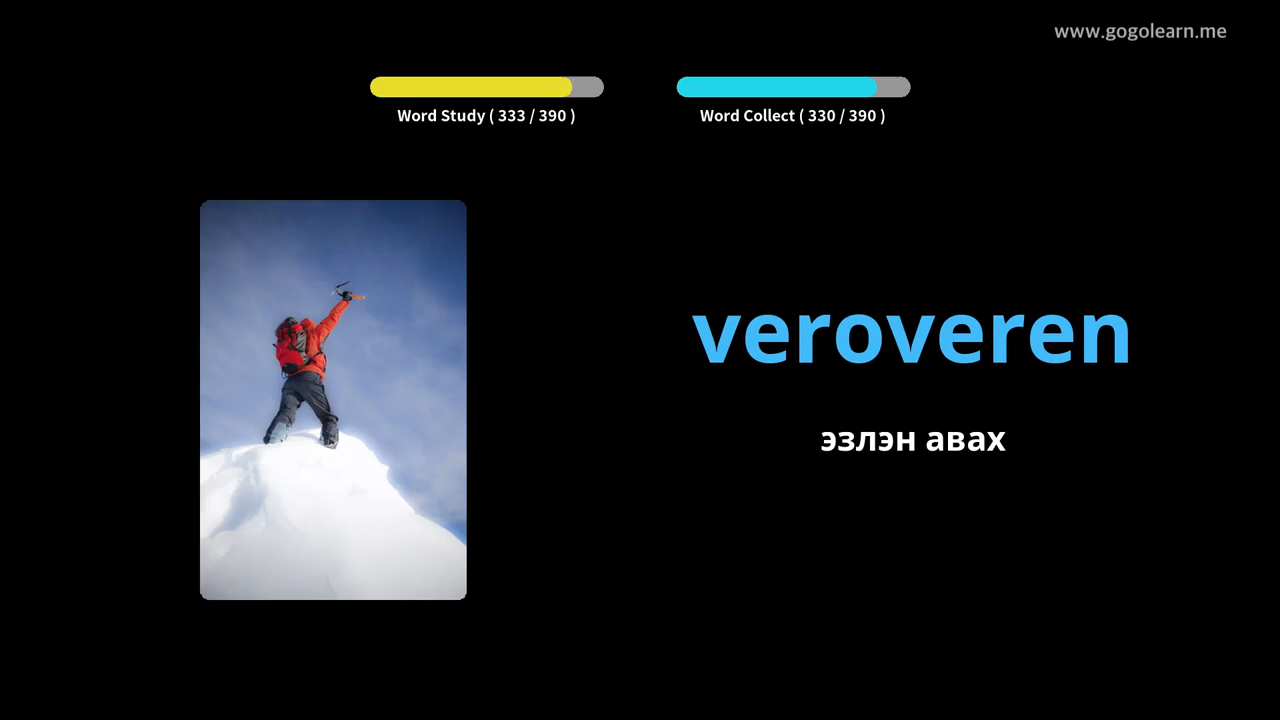 www.gogolearn.me
Word Study ( 333 / 390 )
Word Collect ( 330 / 390 )
veroveren
эзлэн авах